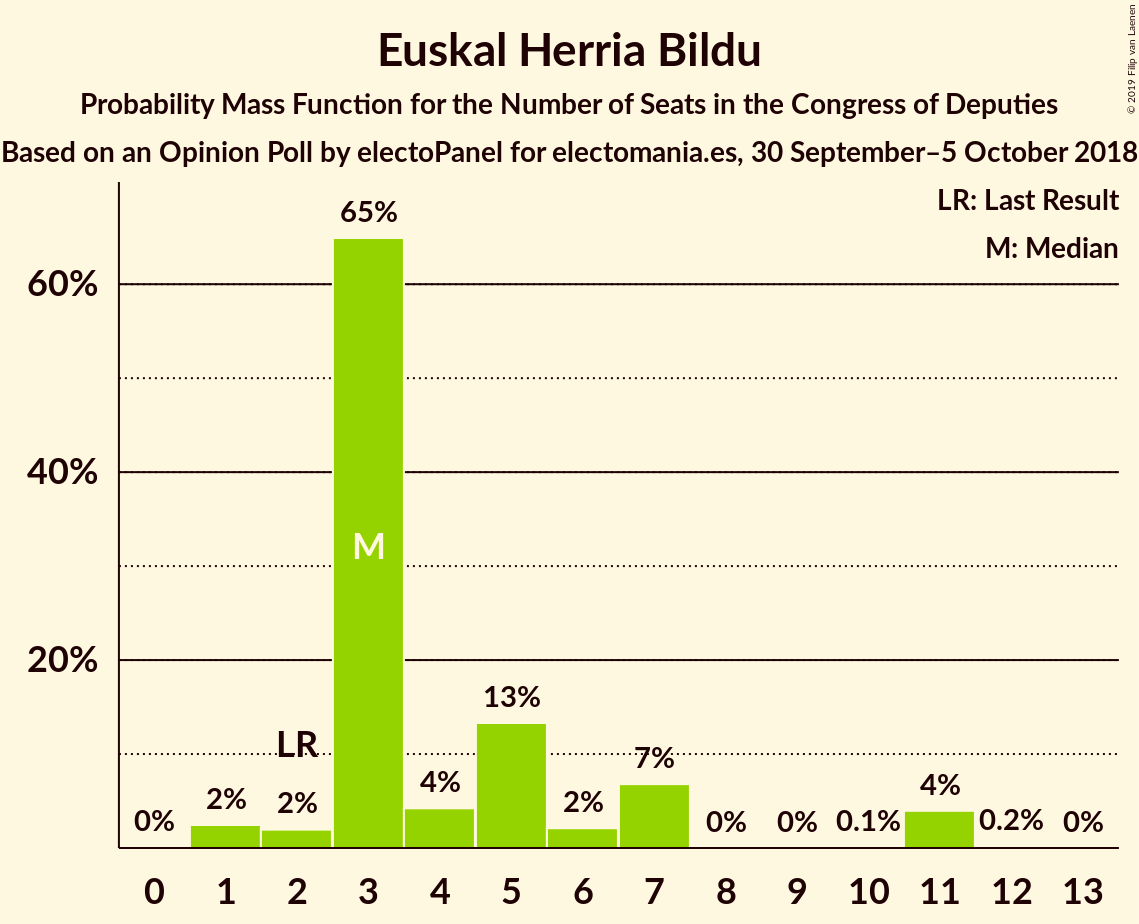 Euskal Herria Bildu
Probability Mass Function for the Number of Seats in the Congress of Deputies
Based on an Opinion Poll by electoPanel for electomania.es, 30 September–5 October 2018
© 2019 Filip van Laenen
LR: Last Result
M: Median
60%
40%
20%
0%
2%
LR
2%
65%
M
4%
13%
2%
7%
0%
0%
0.1%
4%
0.2%
0%
0 1 2 3 4 5 6 7 8 9 10 11 12 13